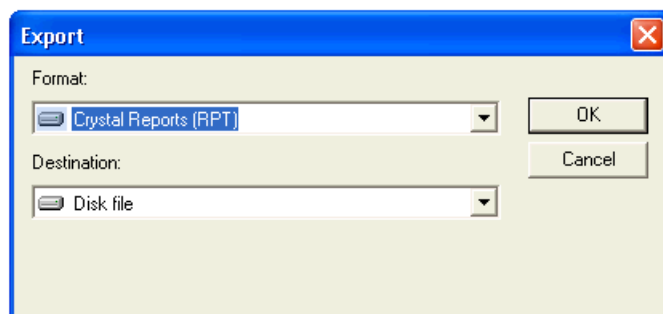 Export
Format:
Crystal Reports (RPT)
OK
Destination:
Cancel
Disk file